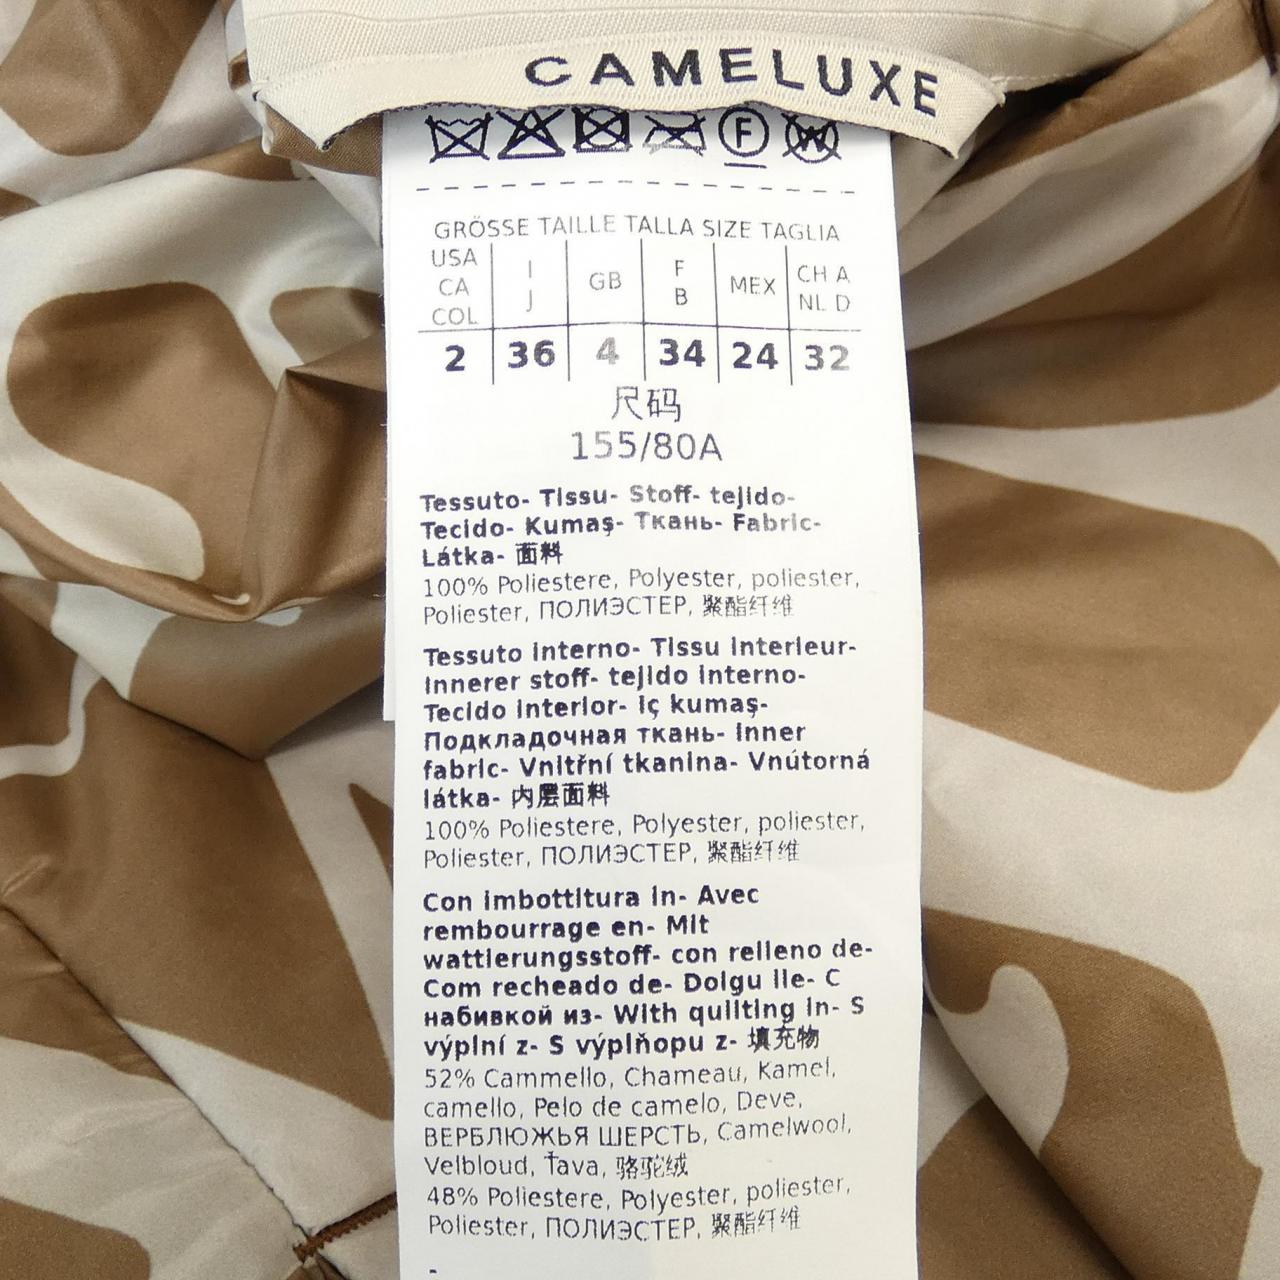 CAMELUXE
F W
GRÖSSE TAILLE TALLA SIZE TAGLIA
USA CA COL | I J | GB | F B | MEX | CH A NL D
2 | 36 | 4 | 34 | 24 | 32
尺码
155/80A
Tessuto- Tissu- Stoff- tejido-
Tecido- Kumaş- Ткань- Fabric-
Látka- 面料
100% Poliestere, Polyester, poliester,
Poliester, ПОЛИЭСТЕР, 聚酯纤维
Tessuto interno- Tissu interieur-
Innerer stoff- tejido interno-
Tecido interior- iç kumaş-
Подкладочная ткань- inner
fabric- Vnitřní tkanina- Vnútorná
látka- 内层面料
100% Poliestere, Polyester, poliester,
Poliester, ПОЛИЭСТЕР, 聚酯纤维
Con imbottitura in- Avec
rembourrage en- Mit
wattierungsstoff- con relleno de-
Com recheado de- Dolgu ile- C
набивкой из- With quilting in- S
výplní z- S výplňopu z- 填充物
52% Cammello, Chameau, Kamel,
camello, Pelo de camelo, Deve,
ВЕРБЛЮЖЬЯ ШЕРСТЬ, Camelwool,
Velbloud, Ťava, 骆驼绒
48% Poliestere, Polyester, poliester,
Poliester, ПОЛИЭСТЕР, 聚酯纤维
-